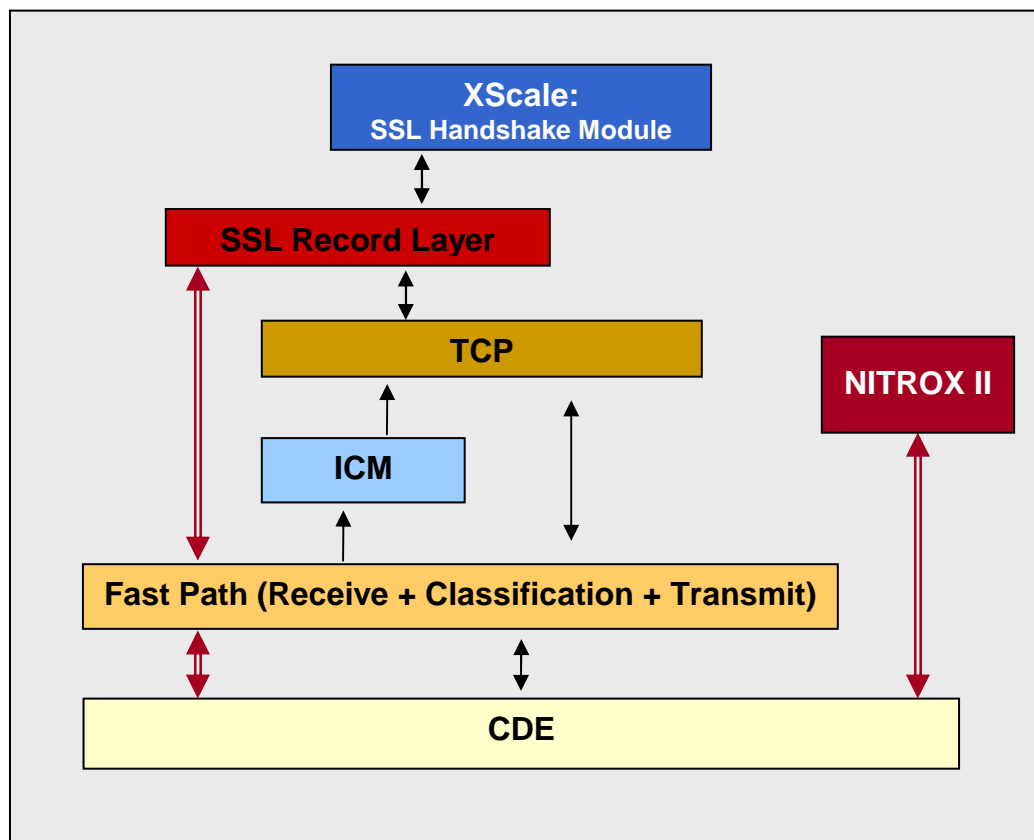 XScale:
SSL Handshake Module
SSL Record Layer
TCP
NITROX II
ICM
Fast Path (Receive + Classification + Transmit)
CDE